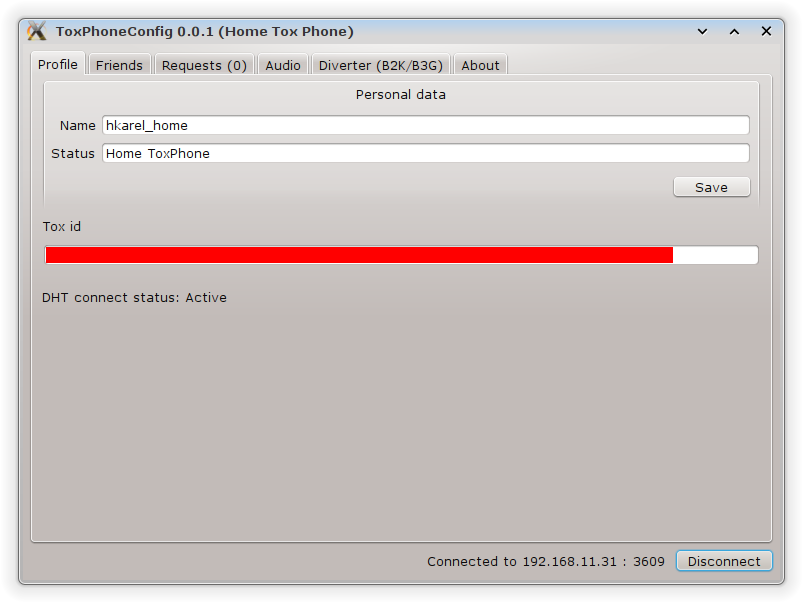 ToxPhoneConfig 0.0.1 (Home Tox Phone)
Profile Friends Requests (0) Audio Diverter (B2K/B3G) About
Personal data
Name hkarel_home
Status Home ToxPhone
Save
Tox id
DHT connect status: Active
Connected to 192.168.11.31 : 3609 Disconnect